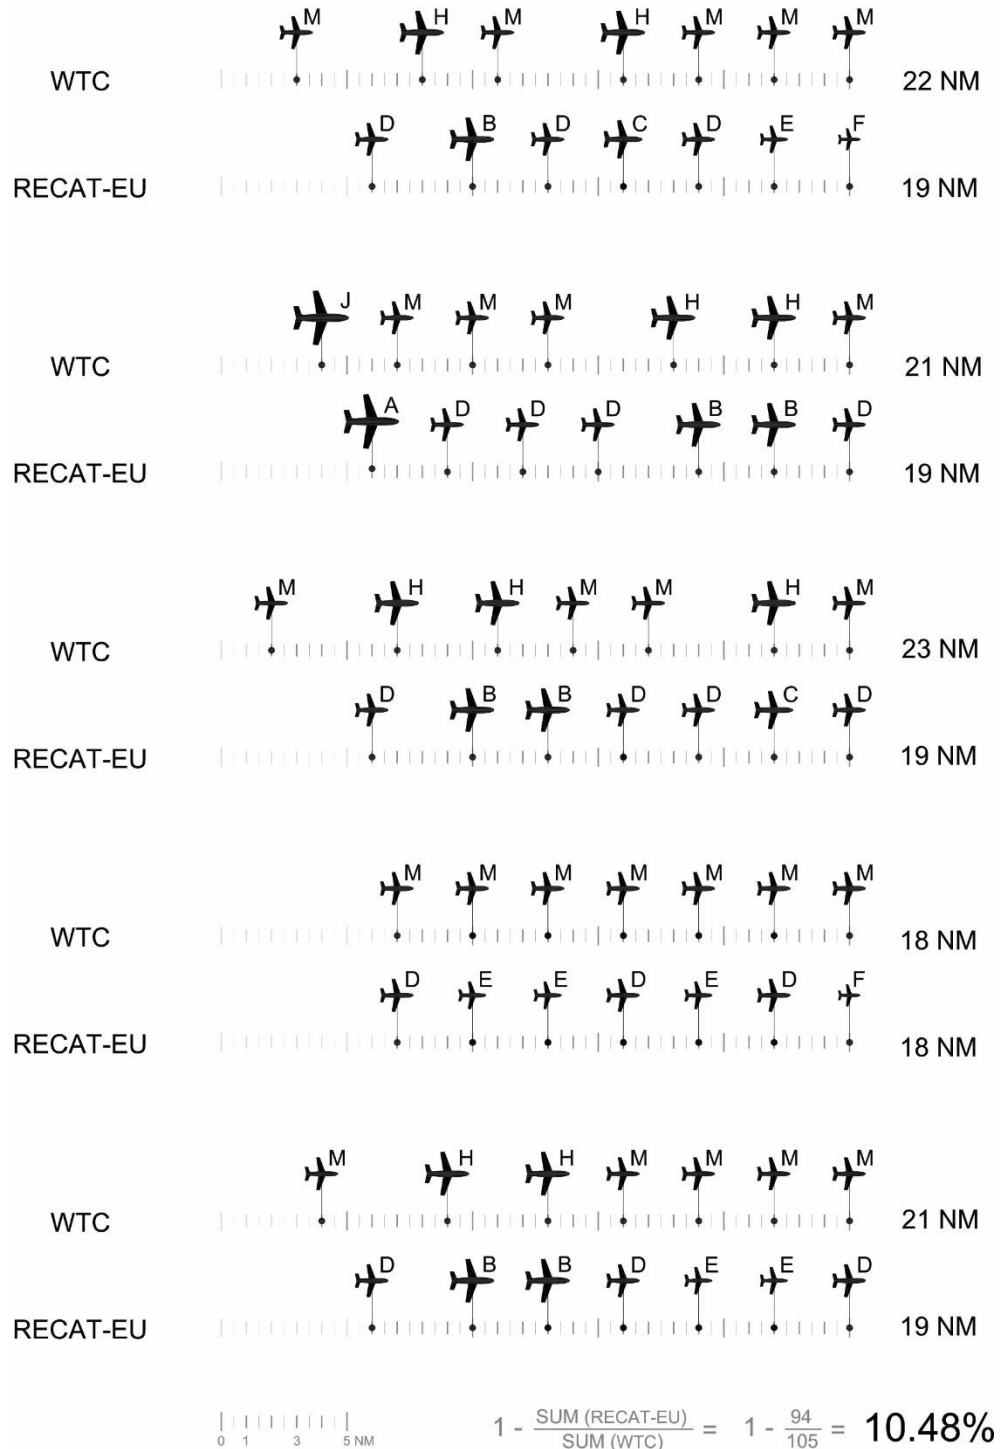 M H M H M M M
WTC 22 NM
D B D C D E F
RECAT-EU 19 NM
J M M M H H M
WTC 21 NM
A D D D B B D
RECAT-EU 19 NM
M H H M M H M
WTC 23 NM
D B B D D C D
RECAT-EU 19 NM
M M M M M M M
WTC 18 NM
D E E D E D F
RECAT-EU 18 NM
M H H M M M M
WTC 21 NM
D B B D E E D
RECAT-EU 19 NM
0 1 3 5 NM
1 - SUM (RECAT-EU) / SUM (WTC) = 1 - 94 / 105 = 10.48%